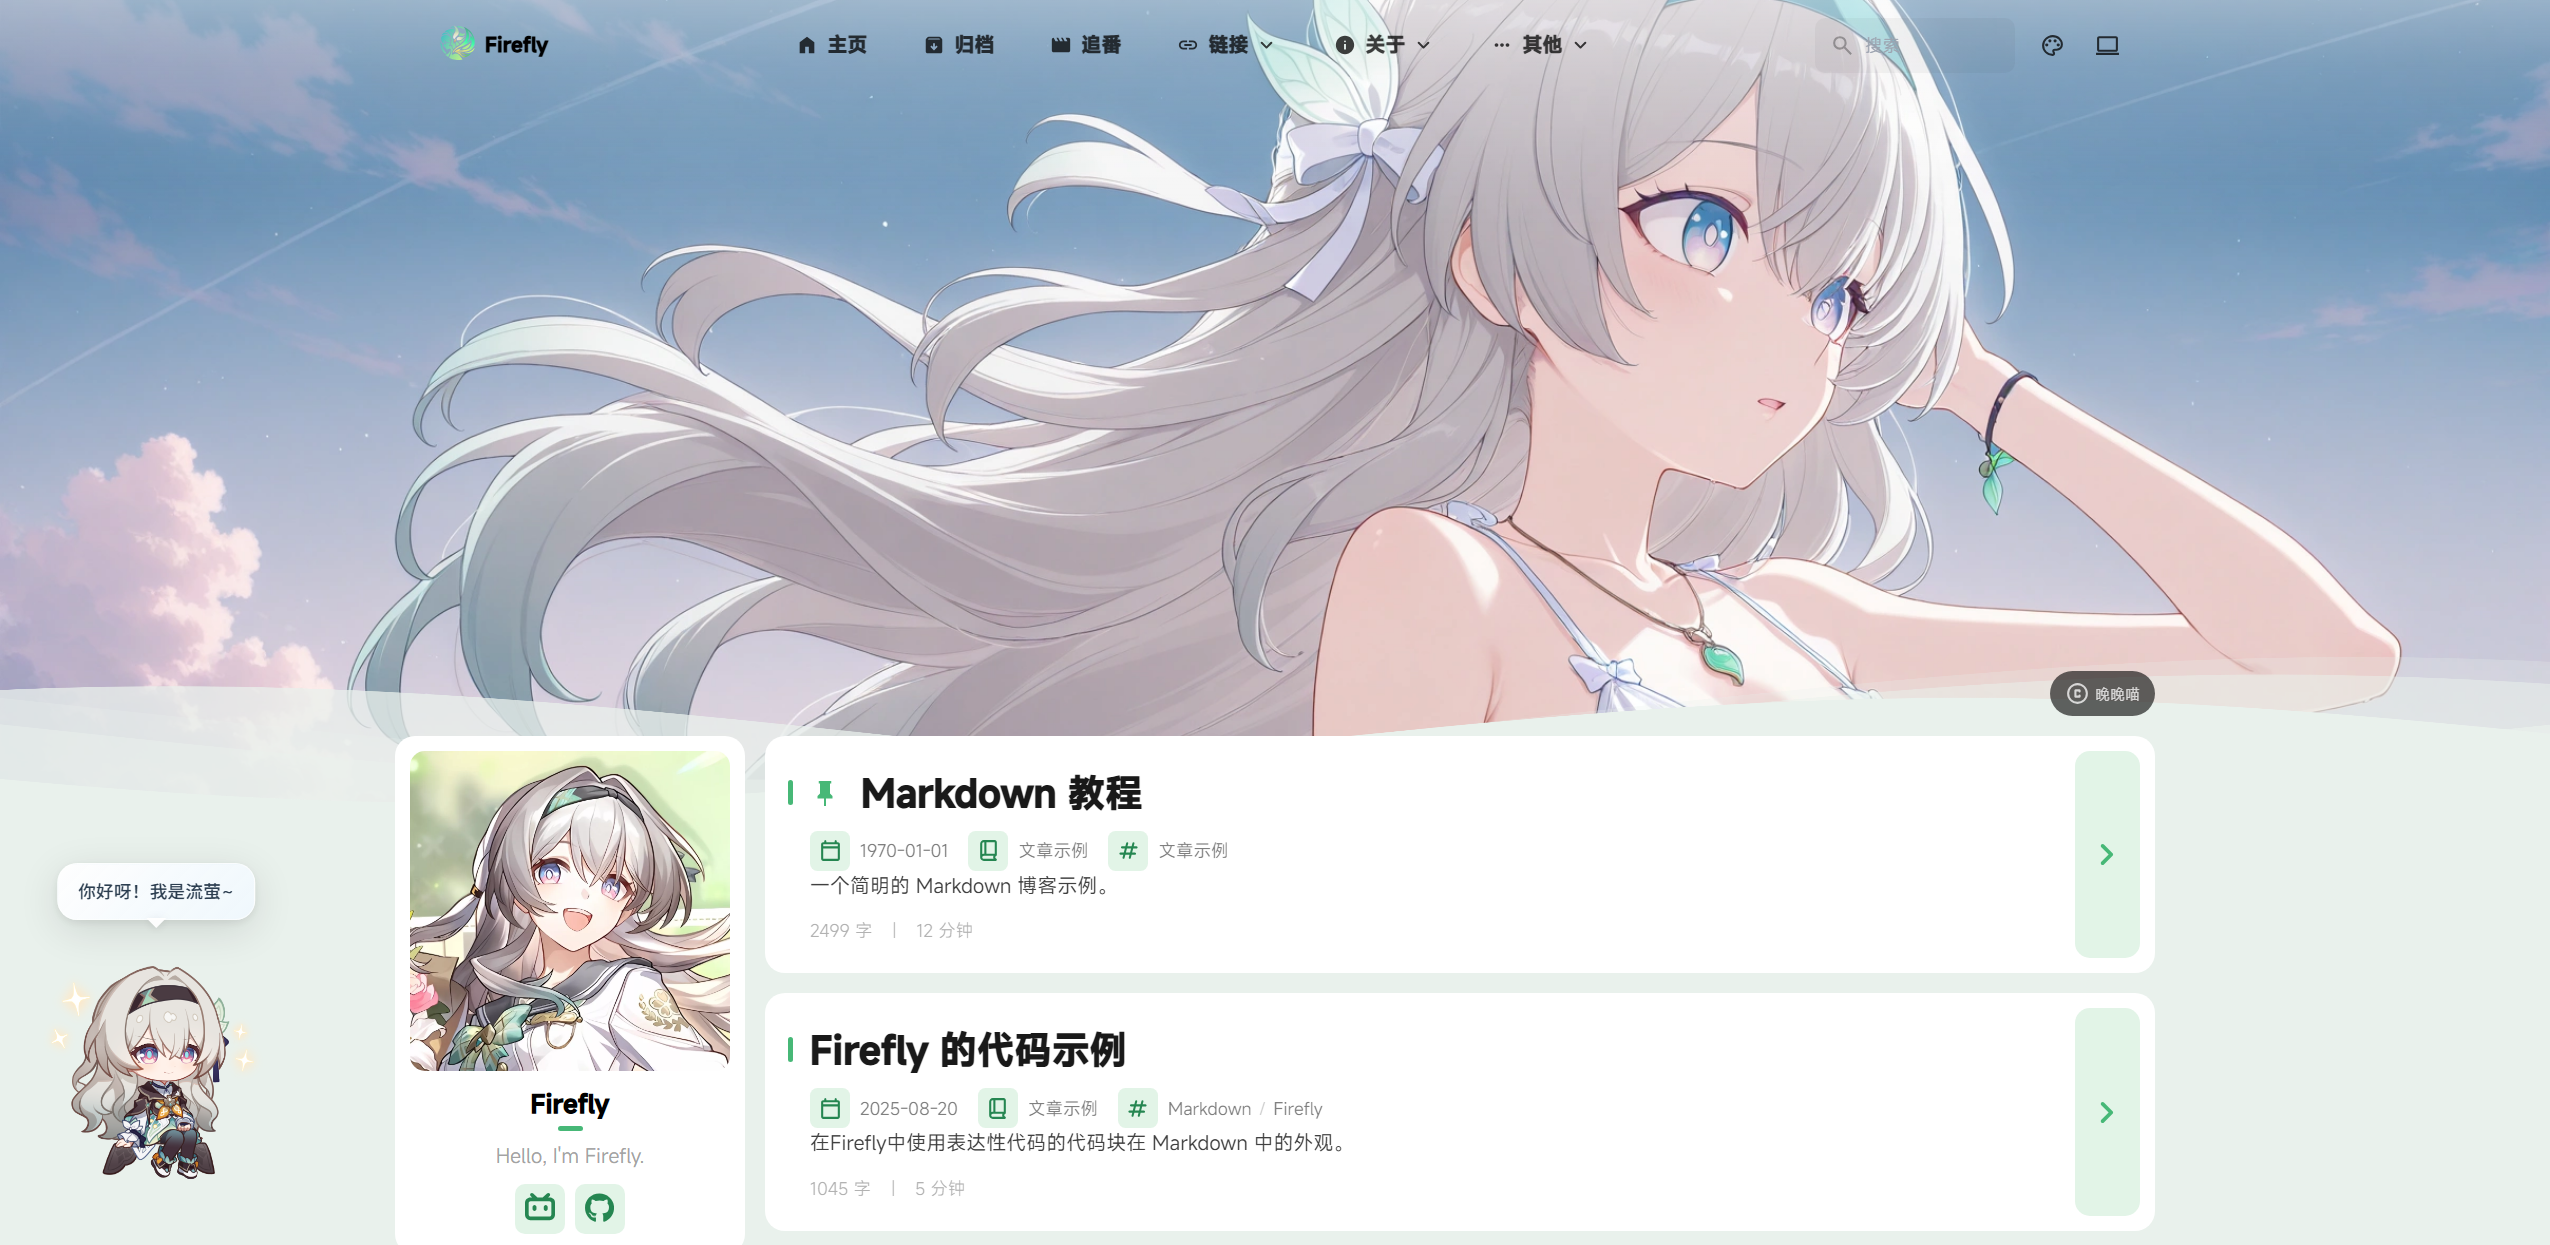 Firefly 主页 归档 追番 链接 关于 其他 搜索
晚晚喵
Markdown 教程
1970-01-01 文章示例 文章示例
一个简明的 Markdown 博客示例。
2499 字 | 12 分钟
你好呀！我是流萤~
Firefly
Hello, I'm Firefly.
Firefly 的代码示例
2025-08-20 文章示例 Markdown / Firefly
在Firefly中使用表达性代码的代码块在 Markdown 中的外观。
1045 字 | 5 分钟